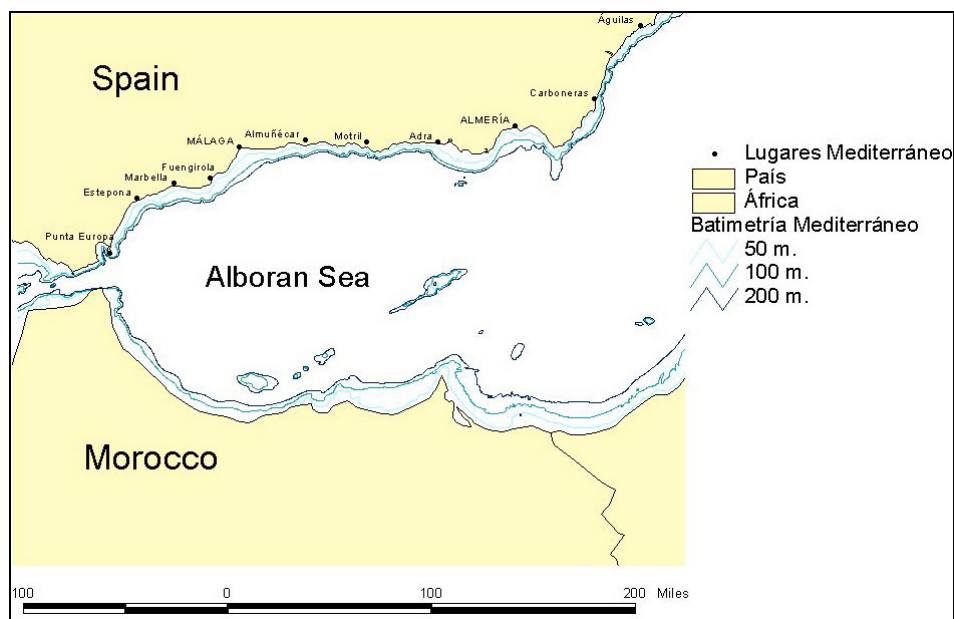 Águilas
Spain
Carboneras
ALMERÍA
Almuñécar
Motril
Adra
MÁLAGA
Fuengirola
Marbella
Estepona
Punta Europa
Alboran Sea
Morocco
Lugares Mediterráneo
País
África
Batimetría Mediterráneo
50 m.
100 m.
200 m.
100 0 100 200 Miles